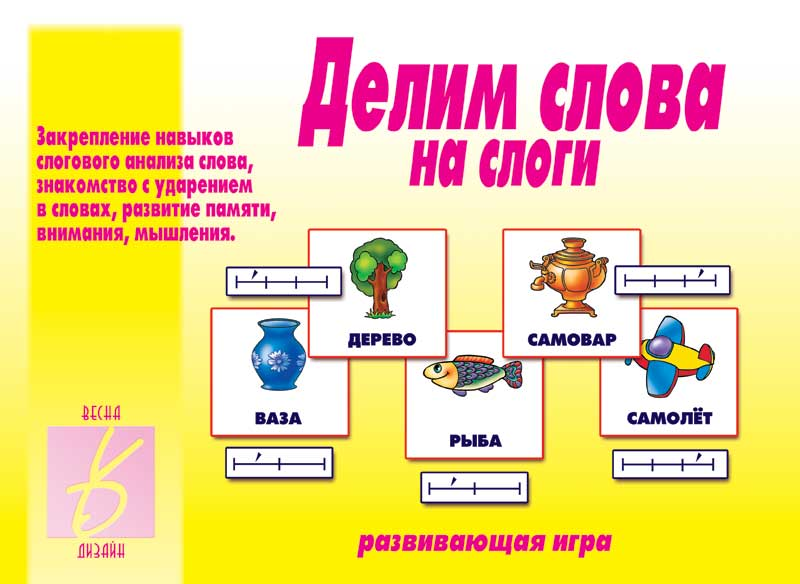 Делим слова
на слоги
Закрепление навыков
слогового анализа слова,
знакомство с ударением
в словах, развитие памяти,
внимания, мышления.
ДЕРЕВО
САМОВАР
ВАЗА
РЫБА
САМОЛЁТ
ВЕСНА
ДИЗАЙН
развивающая игра